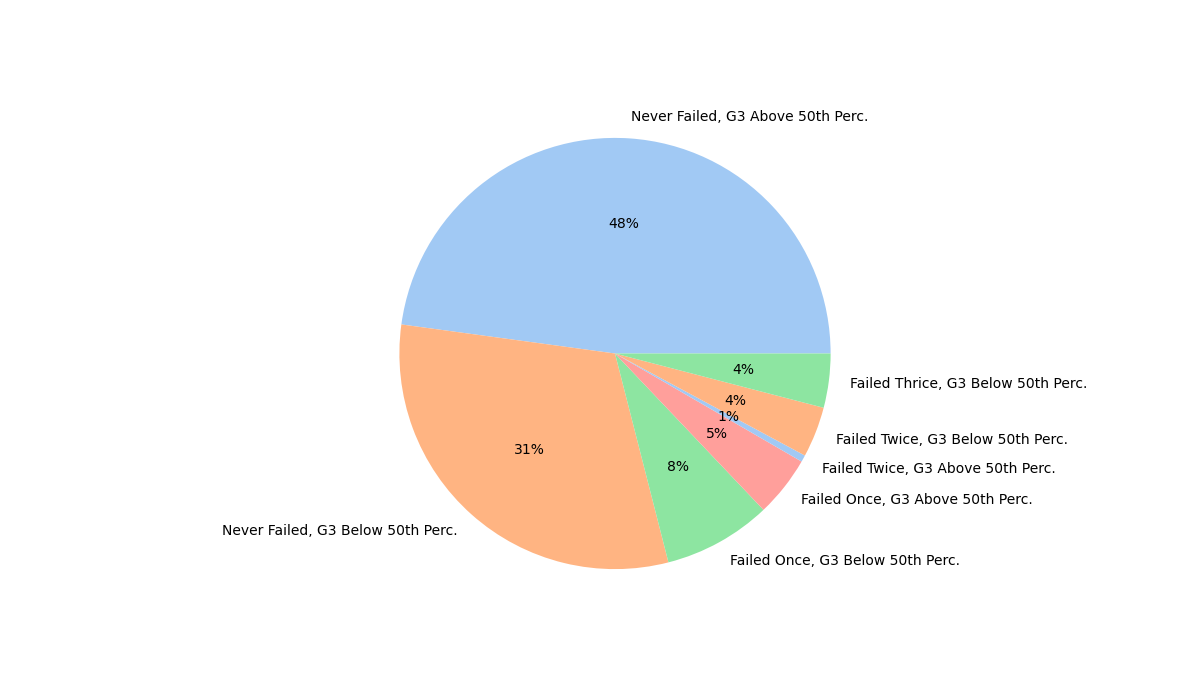 Never Failed, G3 Above 50th Perc.
48%
4%
Failed Thrice, G3 Below 50th Perc.
4%
1%
5%
Failed Twice, G3 Below 50th Perc.
Failed Twice, G3 Above 50th Perc.
31%
8%
Failed Once, G3 Above 50th Perc.
Never Failed, G3 Below 50th Perc.
Failed Once, G3 Below 50th Perc.